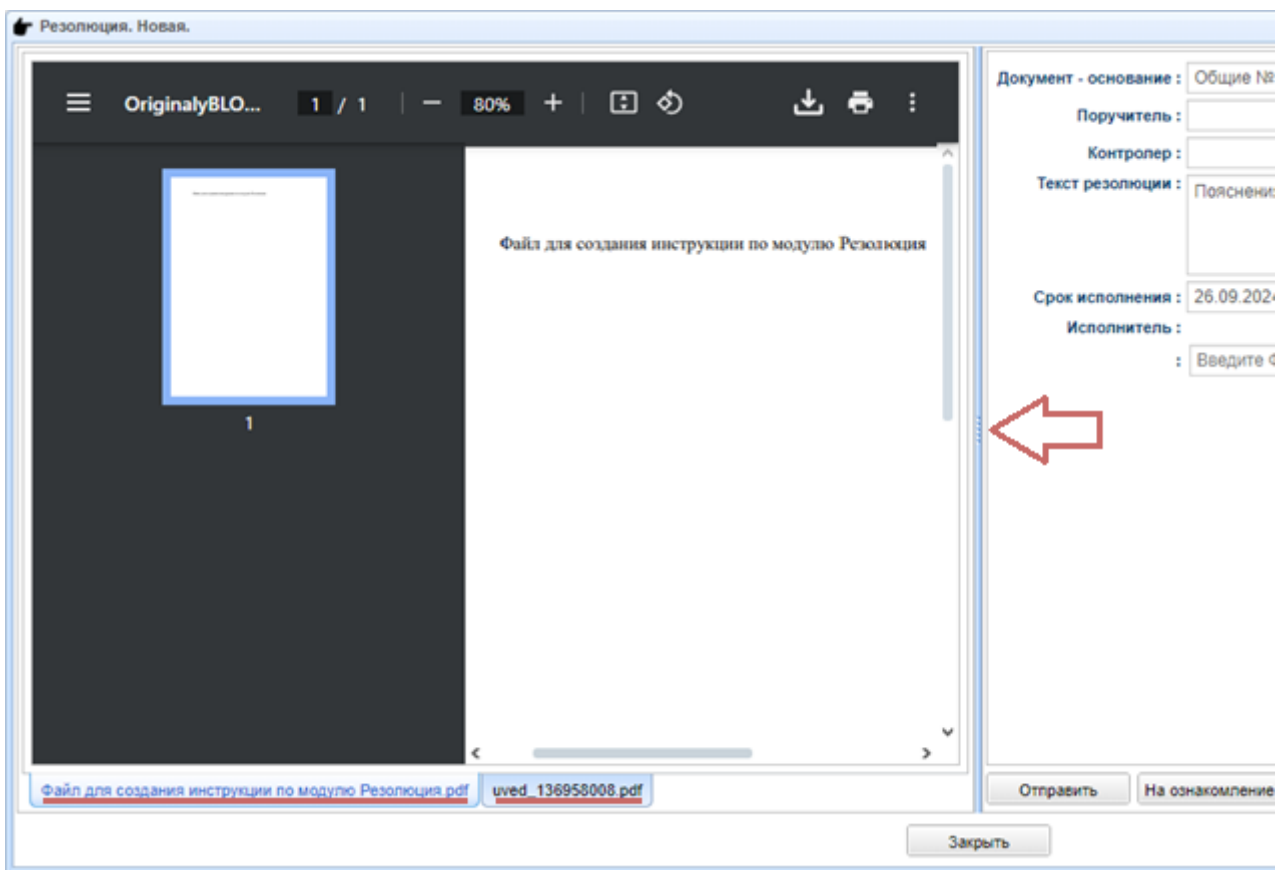 Резолюция. Новая.
OriginalyBLO... 1 / 1 80%
1
Файл для создания инструкции по модулю Резолюция
Файл для создания инструкции по модулю Резолюция.pdf
uved_136958008.pdf
Документ - основание : Общие №
Поручитель :
Контролер :
Текст резолюции : Пояснения
Срок исполнения : 26.09.2024
Исполнитель :
: Введите Ф
Отправить
На ознакомление
Закрыть